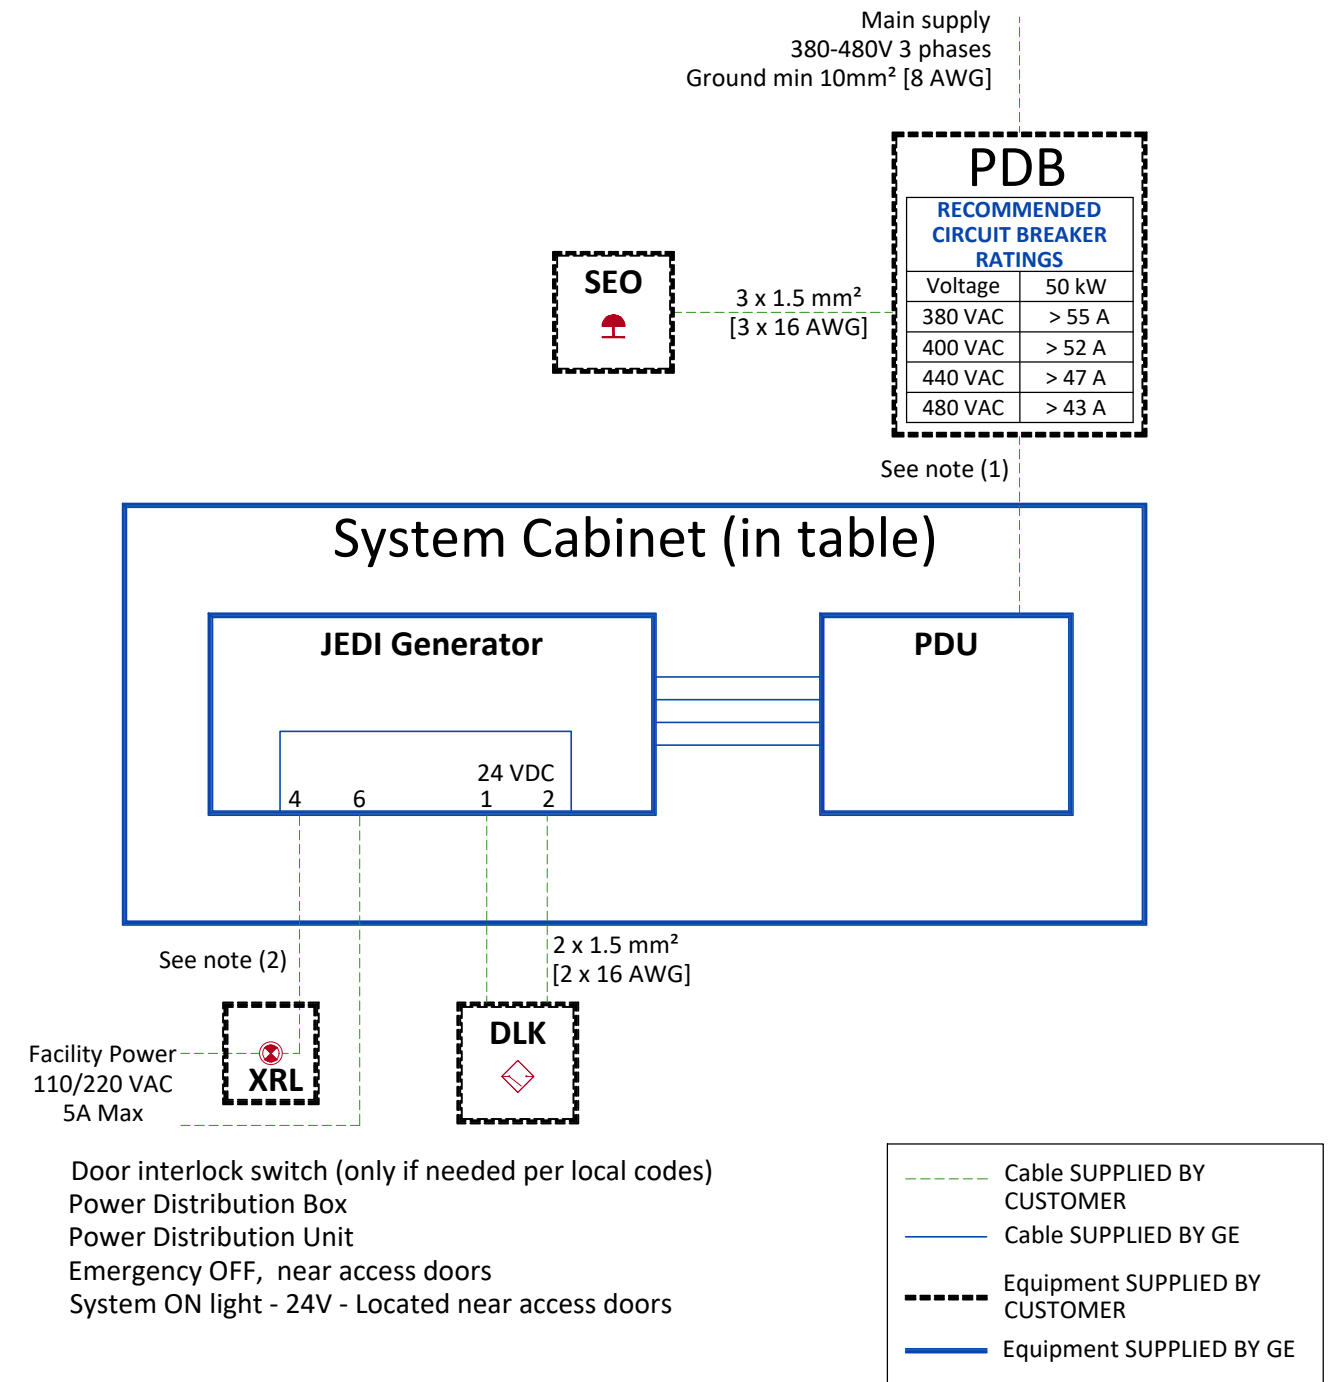 Main supply
380-480V 3 phases
Ground min 10mm² [8 AWG]
PDB
RECOMMENDED
CIRCUIT BREAKER
RATINGS
Voltage 50 kW
380 VAC > 55 A
400 VAC > 52 A
440 VAC > 47 A
480 VAC > 43 A
SEO
3 x 1.5 mm²
[3 x 16 AWG]
See note (1)
System Cabinet (in table)
JEDI Generator
PDU
24 VDC
4 6 1 2
See note (2)
2 x 1.5 mm²
[2 x 16 AWG]
XRL
DLK
Facility Power
110/220 VAC
5A Max
Door interlock switch (only if needed per local codes)
Power Distribution Box
Power Distribution Unit
Emergency OFF, near access doors
System ON light - 24V - Located near access doors
Cable SUPPLIED BY
CUSTOMER
Cable SUPPLIED BY GE
Equipment SUPPLIED BY
CUSTOMER
Equipment SUPPLIED BY GE